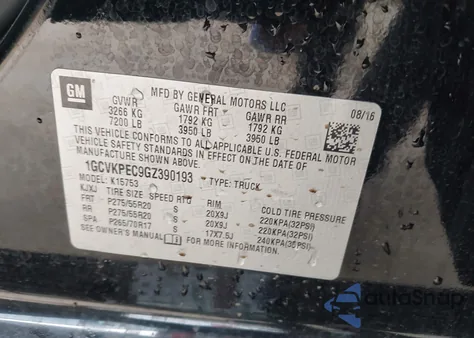 GM
MFD BY GENERAL MOTORS LLC
08/16
GVWR GAWR FRT GAWR RR
3266 KG 1792 KG 1792 KG
7200 LB 3950 LB 3950 LB
THIS VEHICLE CONFORMS TO ALL APPLICABLE U.S. FEDERAL MOTOR
VEHICLE SAFETY STANDARDS IN EFFECT ON THE DATE OF
MANUFACTURE SHOWN ABOVE.
1GCVKPEC9GZ390193 TYPE: TRUCK
MODEL: K15753
KJXJ TIRE SIZE SPEED RTG RIM COLD TIRE PRESSURE
FRT P275/55R20 S 20X9J 220KPA(32PSI)
RR P275/55R20 S 20X9J 220KPA(32PSI)
SPA P265/70R17 S 17X7.5J 240KPA(35PSI)
SEE OWNER'S MANUAL FOR ADDITIONAL INFORMATION
autoSnap